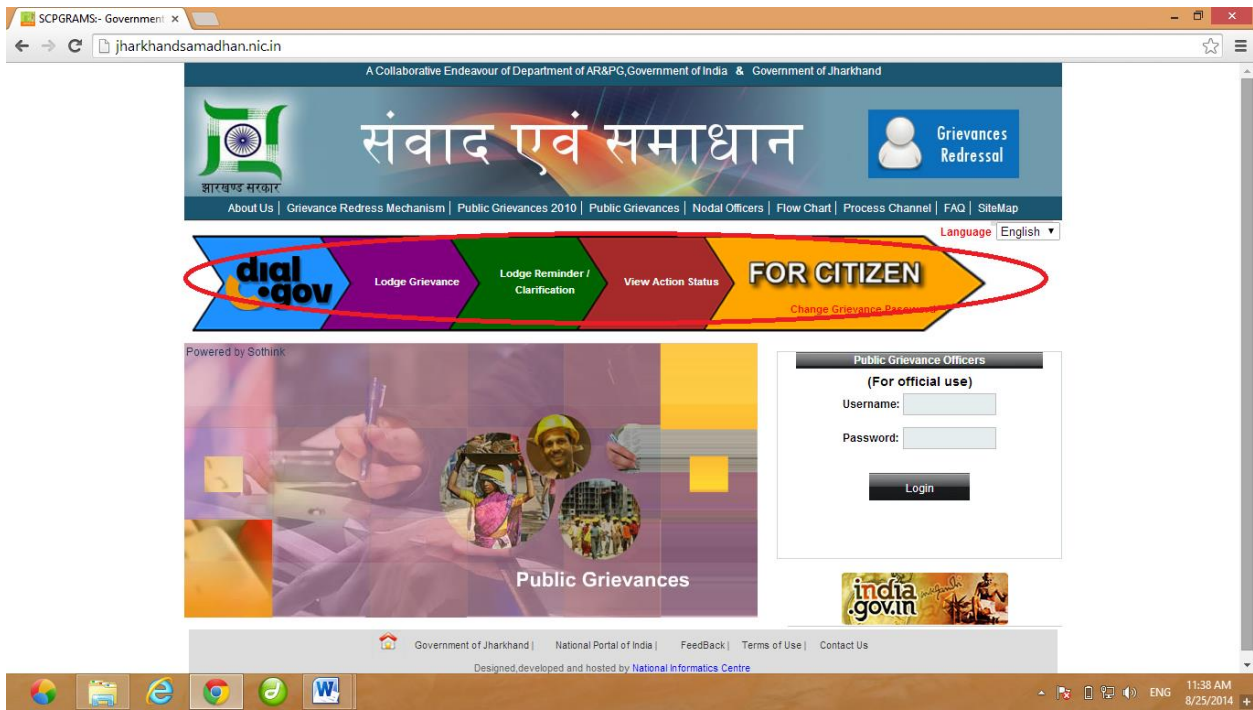 SCPGRAMS:- Government
jharkhandsamadhan.nic.in
A Collaborative Endeavour of Department of AR&PG,Government of India & Government of Jharkhand
झारखण्ड सरकार
संवाद एवं समाधान
Grievances
Redressal
About Us | Grievance Redress Mechanism | Public Grievances 2010 | Public Grievances | Nodal Officers | Flow Chart | Process Channel | FAQ | SiteMap
Language English
dial
.gov
Lodge Grievance
Lodge Reminder /
Clarification
View Action Status
FOR CITIZEN
Change Grievance Password
Powered by Sothink
Public Grievances
Public Grievance Officers
(For official use)
Username:
Password:
Login
india
.gov.in
Government of Jharkhand | National Portal of India | FeedBack | Terms of Use | Contact Us
Designed,developed and hosted by National Informatics Centre
ENG
11:38 AM
8/25/2014